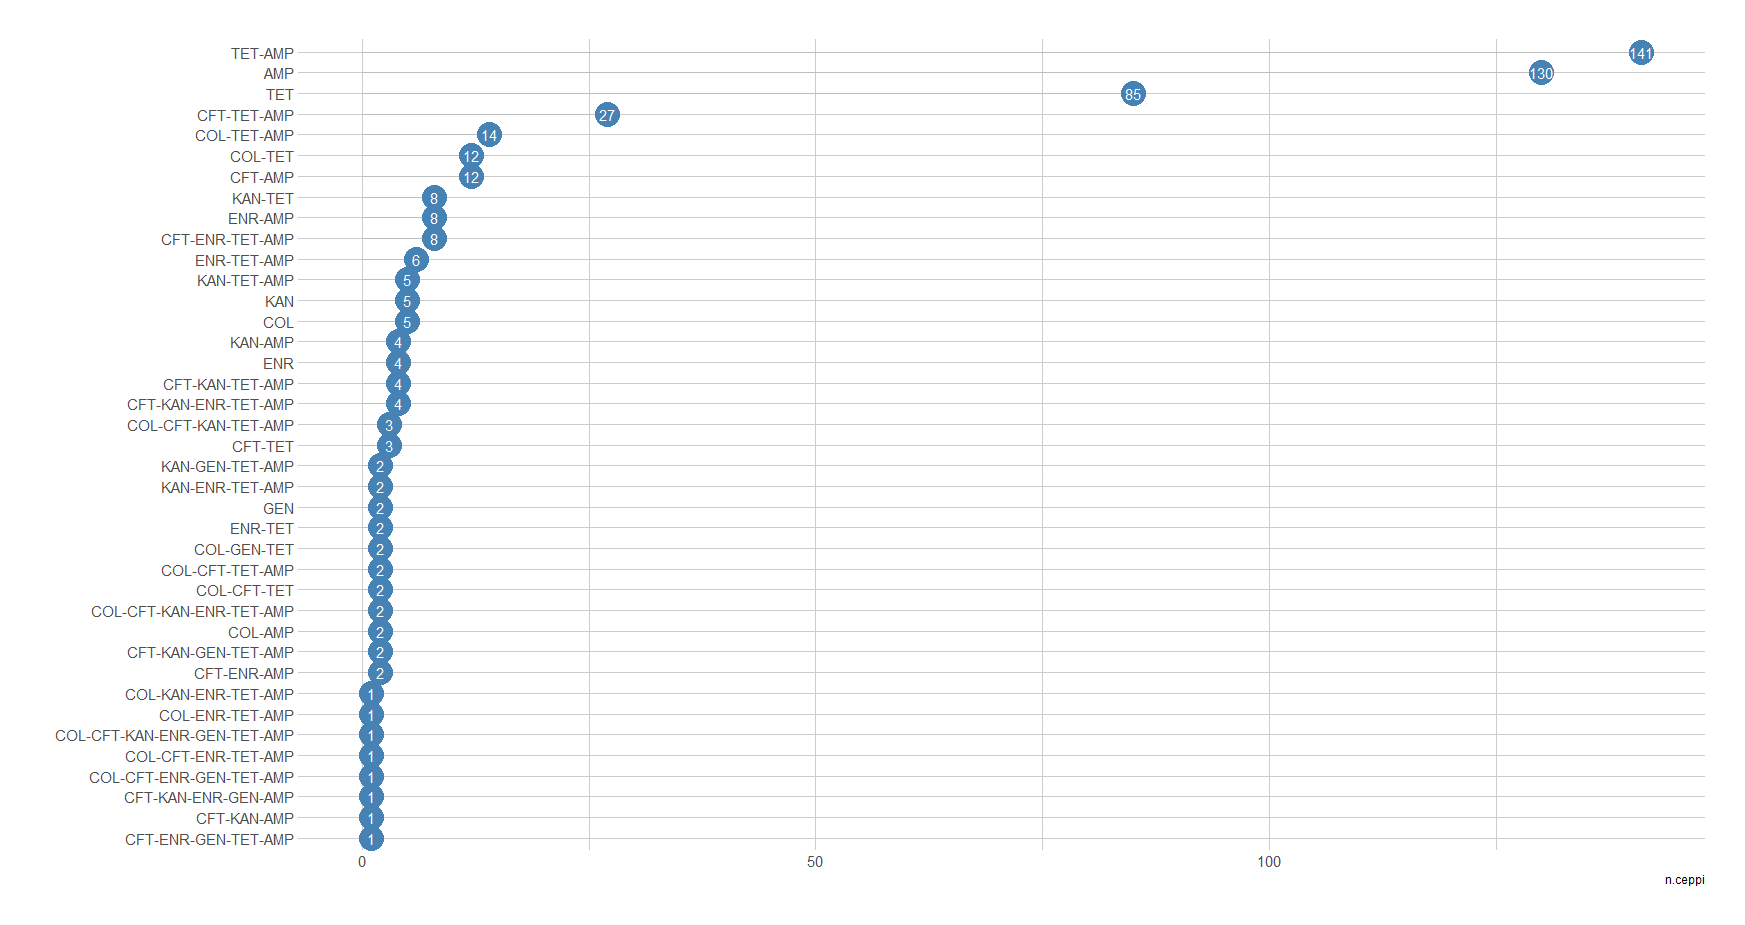 TET-AMP 141
AMP 130
TET 85
CFT-TET-AMP 27
COL-TET-AMP 14
COL-TET 12
CFT-AMP 12
KAN-TET 8
ENR-AMP 8
CFT-ENR-TET-AMP 8
ENR-TET-AMP 6
KAN-TET-AMP 5
KAN 5
COL 5
KAN-AMP 4
ENR 4
CFT-KAN-TET-AMP 4
CFT-KAN-ENR-TET-AMP 4
COL-CFT-KAN-TET-AMP 3
CFT-TET 3
KAN-GEN-TET-AMP 2
KAN-ENR-TET-AMP 2
GEN 2
ENR-TET 2
COL-GEN-TET 2
COL-CFT-TET-AMP 2
COL-CFT-TET 2
COL-CFT-KAN-ENR-TET-AMP 2
COL-AMP 2
CFT-KAN-GEN-TET-AMP 2
CFT-ENR-AMP 2
COL-KAN-ENR-TET-AMP 1
COL-ENR-TET-AMP 1
COL-CFT-KAN-ENR-GEN-TET-AMP 1
COL-CFT-ENR-TET-AMP 1
COL-CFT-ENR-GEN-TET-AMP 1
CFT-KAN-ENR-GEN-AMP 1
CFT-KAN-AMP 1
CFT-ENR-GEN-TET-AMP 1
0 50 100
n.ceppi